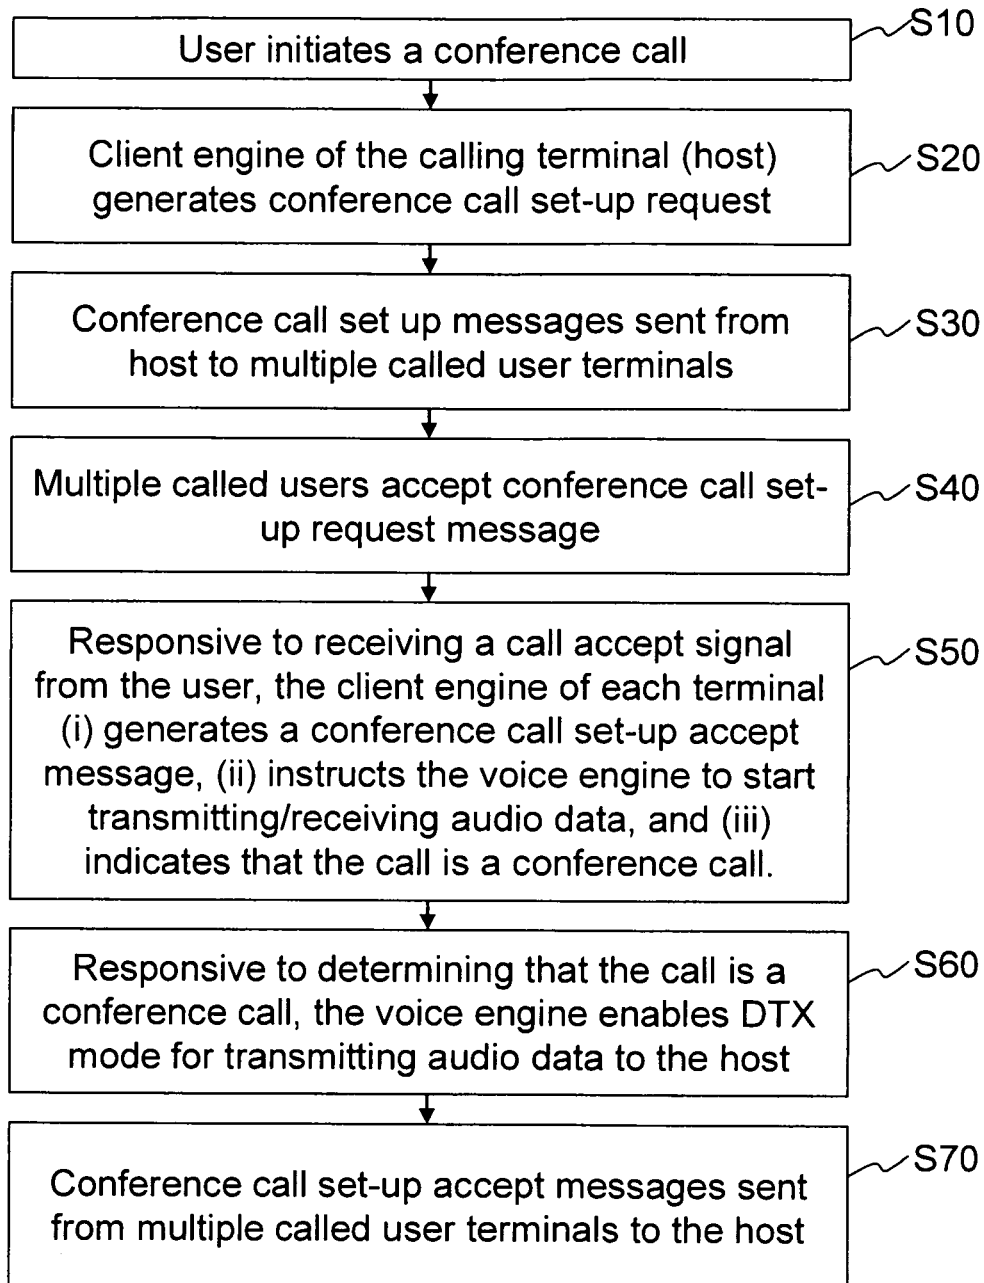 S10
User initiates a conference call
Client engine of the calling terminal (host)
generates conference call set-up request
S20
Conference call set up messages sent from
host to multiple called user terminals
S30
Multiple called users accept conference call set-
up request message
S40
Responsive to receiving a call accept signal
from the user, the client engine of each terminal
(i) generates a conference call set-up accept
message, (ii) instructs the voice engine to start
transmitting/receiving audio data, and (iii)
indicates that the call is a conference call.
S50
Responsive to determining that the call is a
conference call, the voice engine enables DTX
mode for transmitting audio data to the host
S60
Conference call set-up accept messages sent
from multiple called user terminals to the host
S70